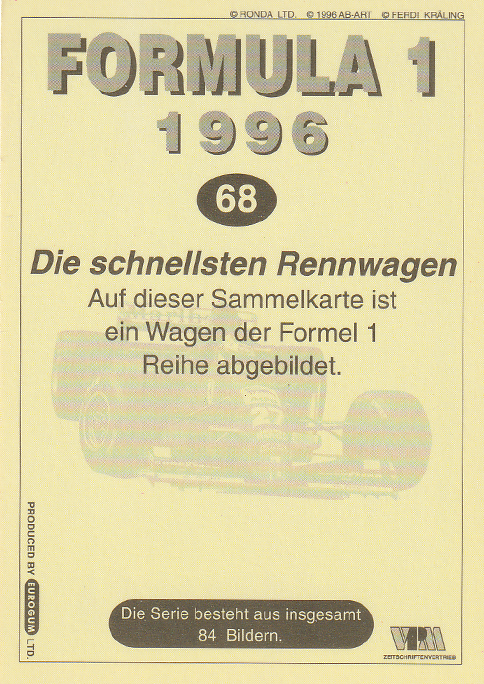 © RONDA LTD. © 1996 AB-ART © FERDI KRÄLING
FORMULA 1
1996
68
Die schnellsten Rennwagen
Auf dieser Sammelkarte ist
ein Wagen der Formel 1
Reihe abgebildet.
PRODUCED BY EUROGUM LTD.
Die Serie besteht aus insgesamt
84 Bildern.
VPM
ZEITSCHRIFTENVERTRIEB